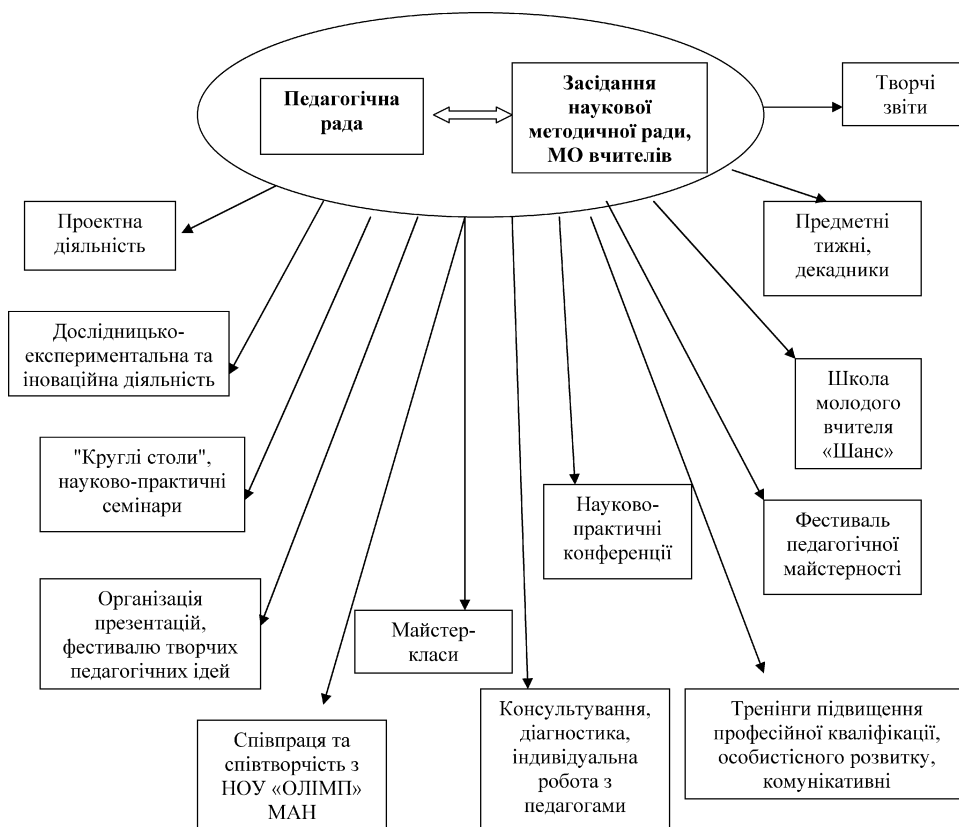 Педагогічна
рада
Засідання
наукової
методичної ради,
МО вчителів
Творчі
звіти
Проектна
діяльність
Предметні
тижні,
декадники
Дослідницько-
експериментальна та
іноваційна діяльність
Школа
молодого
вчителя
«Шанс»
"Круглі столи",
науково-практичні
семінари
Науково-
практичні
конференції
Фестиваль
педагогічної
майстерності
Організація
презентацій,
фестивалю творчих
педагогічних ідей
Майстер-
класи
Співпраця та
співтворчість з
НОУ «ОЛІМП»
МАН
Консультування,
діагностика,
індивідуальна
робота з
педагогами
Тренінги підвищення
професійної кваліфікації,
особистісного розвитку,
комунікативні